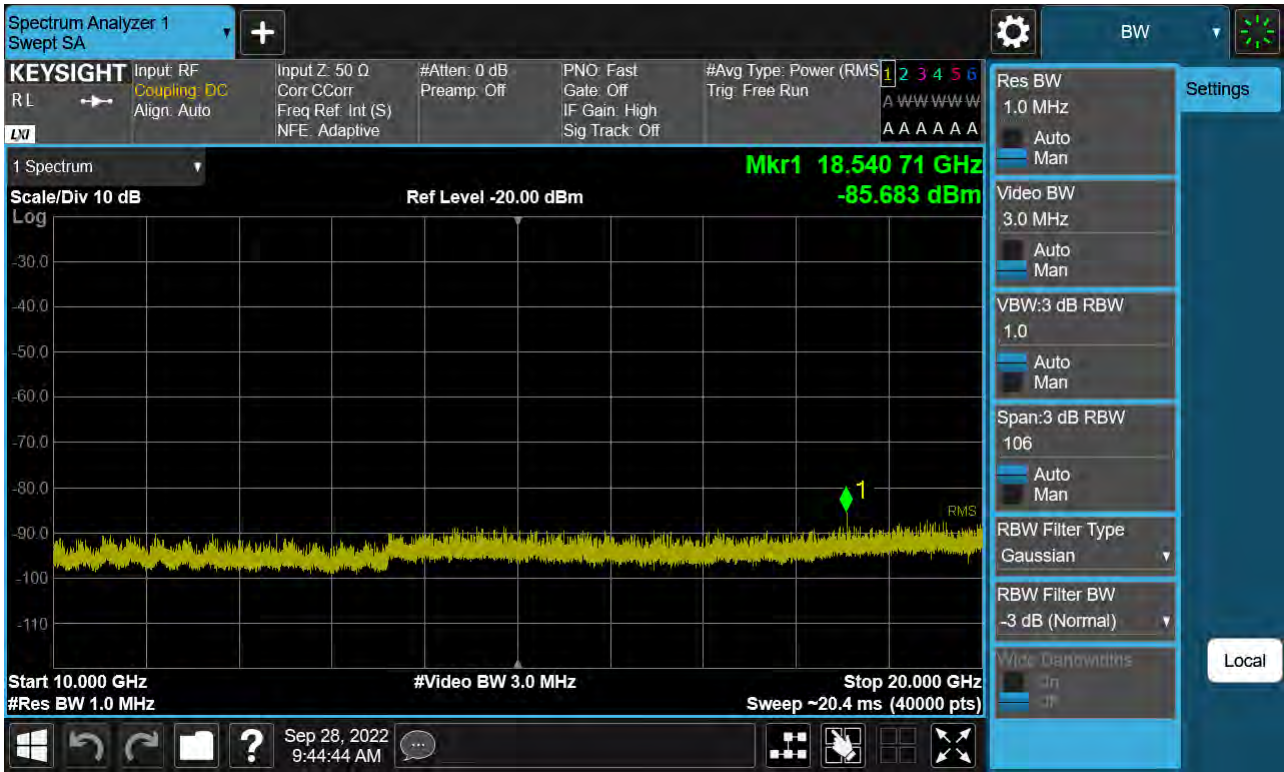 Spectrum Analyzer 1
Swept SA
+
BW
KEYSIGHT
RL
LXI
Input: RF
Coupling: DC
Align: Auto
Input Z: 50 Ω
Corr CCorr
Freq Ref: Int (S)
NFE: Adaptive
#Atten: 0 dB
Preamp: Off
PNO: Fast
Gate: Off
IF Gain: High
Sig Track: Off
#Avg Type: Power (RMS
Trig: Free Run
1 2 3 4 5 6
A W W W W W
A A A A A A
1 Spectrum
Scale/Div 10 dB
Ref Level -20.00 dBm
Mkr1 18.540 71 GHz
-85.683 dBm
Log
-30.0
-40.0
-50.0
-60.0
-70.0
-80.0
-90.0
-100
-110
1
RMS
Start 10.000 GHz
#Video BW 3.0 MHz
Stop 20.000 GHz
#Res BW 1.0 MHz
Sweep ~20.4 ms (40000 pts)
Res BW
1.0 MHz
Auto
Man
Video BW
3.0 MHz
Auto
Man
VBW:3 dB RBW
1.0
Auto
Man
Span:3 dB RBW
106
Auto
Man
RBW Filter Type
Gaussian
RBW Filter BW
-3 dB (Normal)
Settings
Local
?
Sep 28, 2022
9:44:44 AM